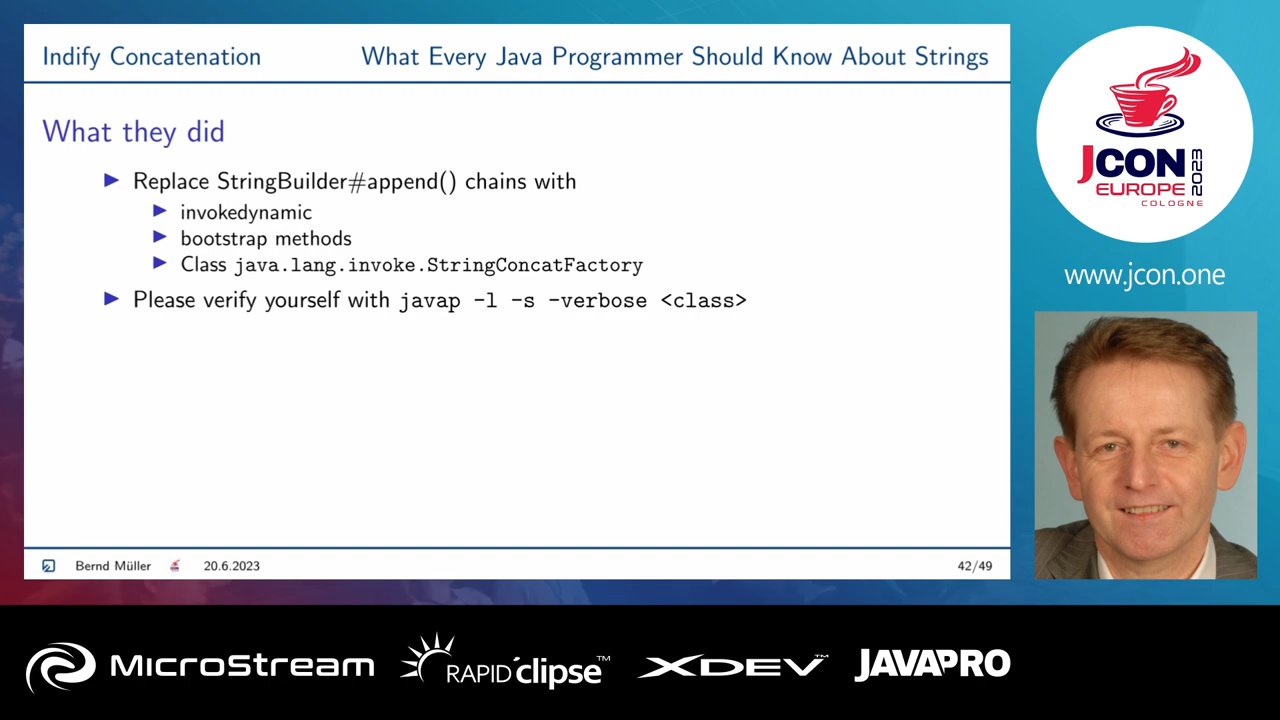 Indify Concatenation What Every Java Programmer Should Know About Strings
What they did
Replace StringBuilder#append() chains with
invokedynamic
bootstrap methods
Class java.lang.invoke.StringConcatFactory
Please verify yourself with javap -l -s -verbose <class>
Bernd Müller 20.6.2023 42/49
JCON
EUROPE 2023
COLOGNE
www.jcon.one
MICROSTREAM RAPIDclipse™ XDEV™ JAVAPRO